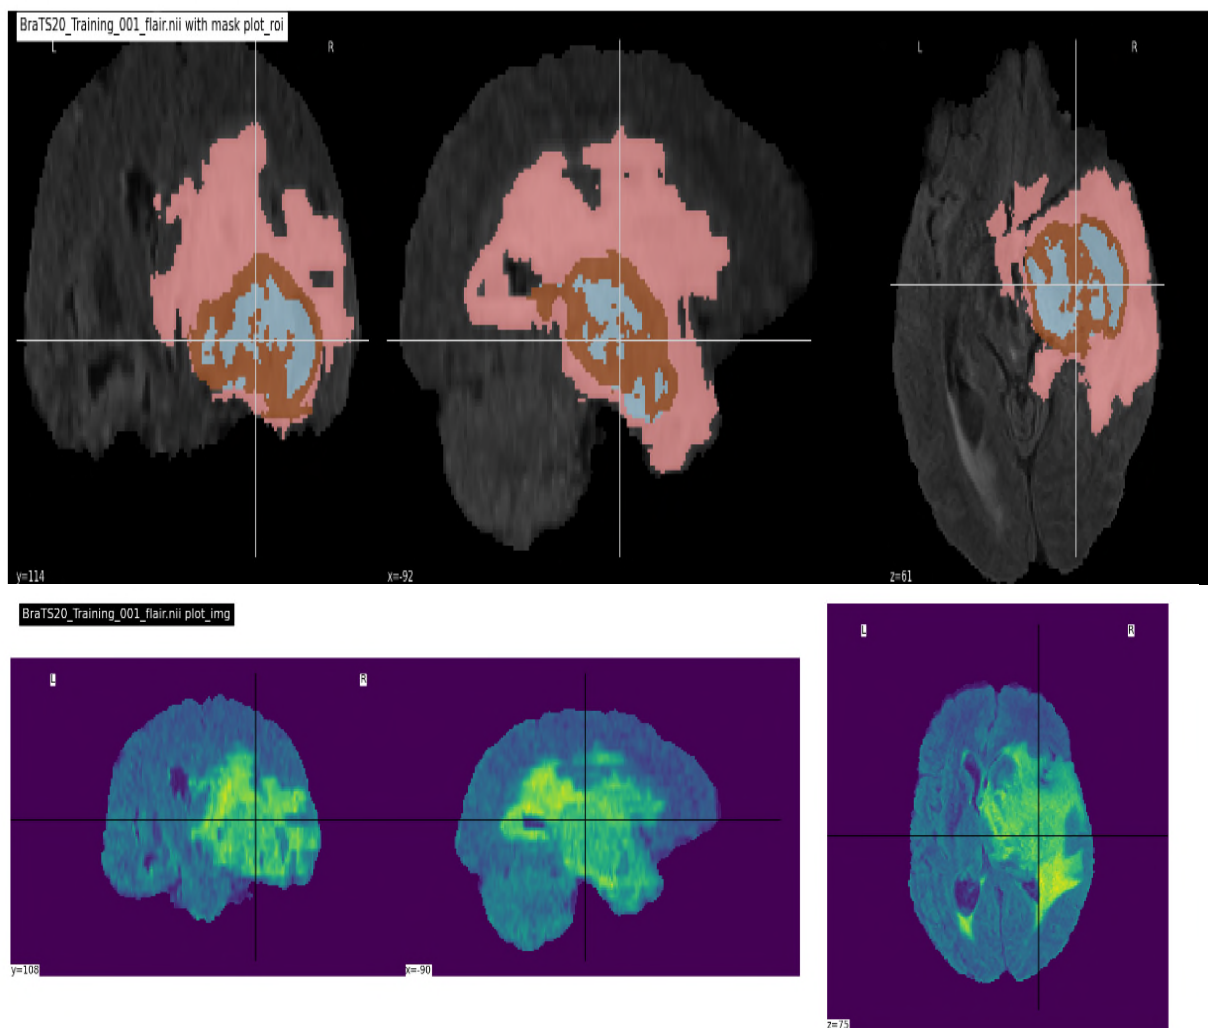 BraTS20_Training_001_flair.nii with mask plot_roi
L R L R
y=114 x=-92 z=61
BraTS20_Training_001_flair.nii plot_img
L R L R
y=108 x=-90 z=75